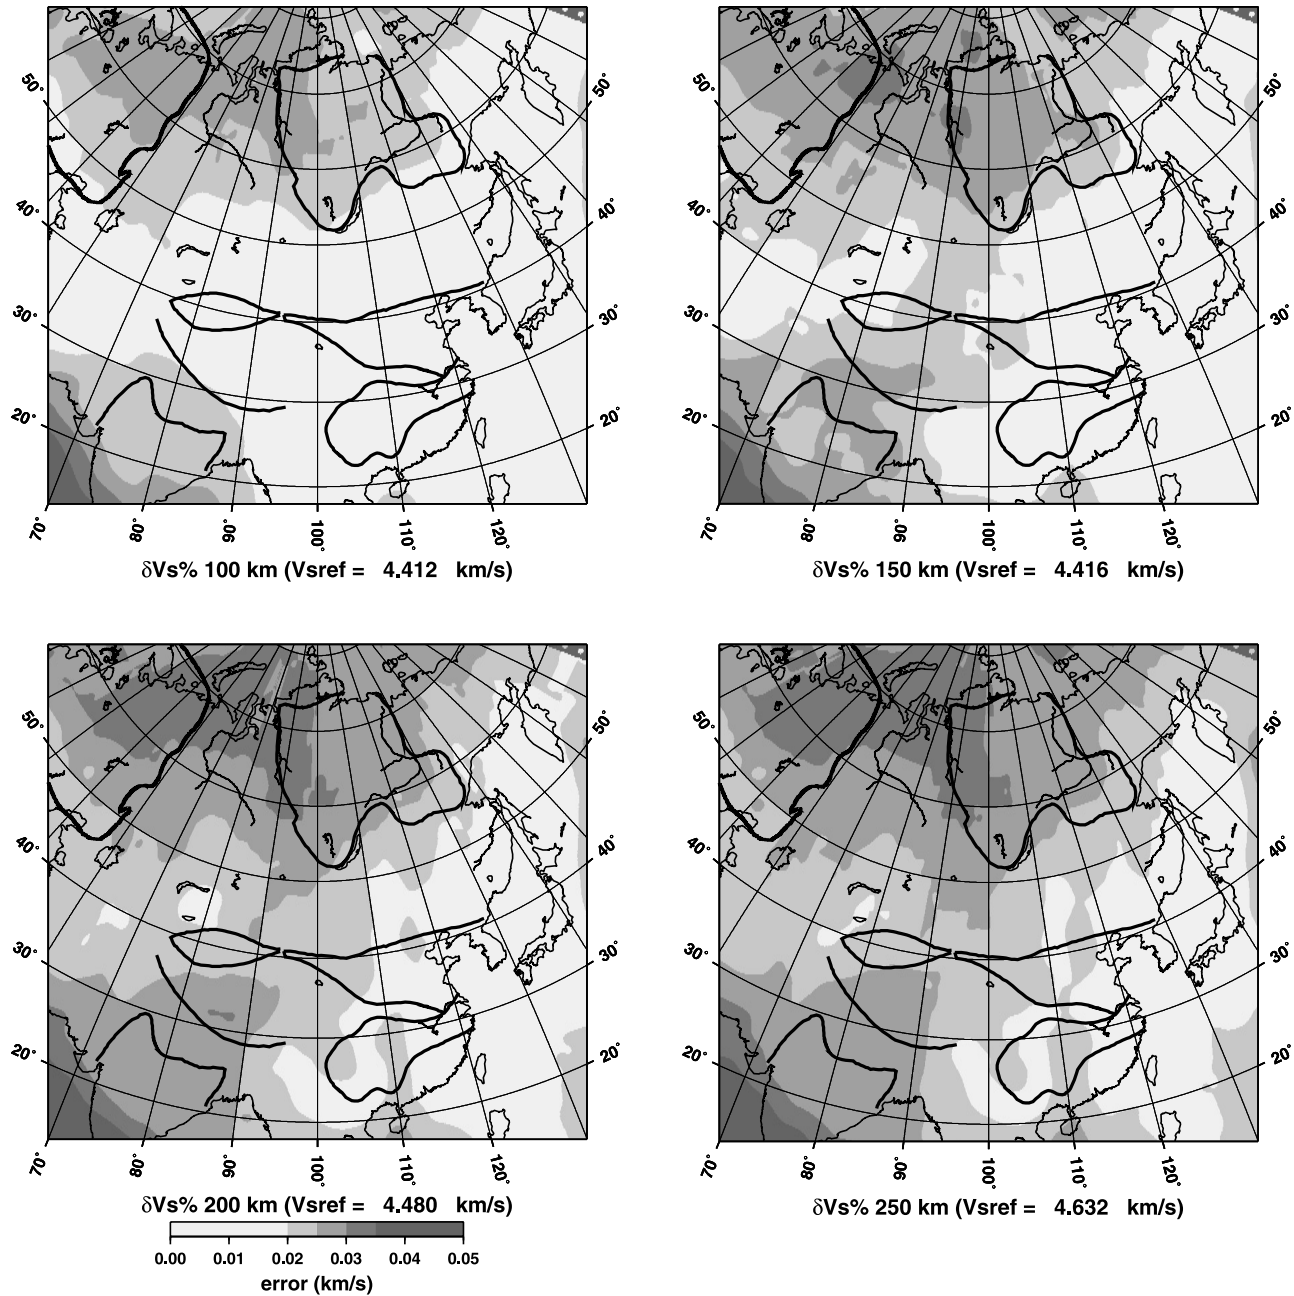 50° 50° 50° 50°
40° 40° 40° 40°
30° 30° 30° 30°
20° 20° 20° 20°
70° 80° 90° 100° 110° 120° 70° 80° 90° 100° 110° 120°
δVs% 100 km (Vsref = 4.412 km/s) δVs% 150 km (Vsref = 4.416 km/s)
50° 50° 50° 50°
40° 40° 40° 40°
30° 30° 30° 30°
20° 20° 20° 20°
70° 80° 90° 100° 110° 120° 70° 80° 90° 100° 110° 120°
δVs% 200 km (Vsref = 4.480 km/s) δVs% 250 km (Vsref = 4.632 km/s)
0.00 0.01 0.02 0.03 0.04 0.05
error (km/s)